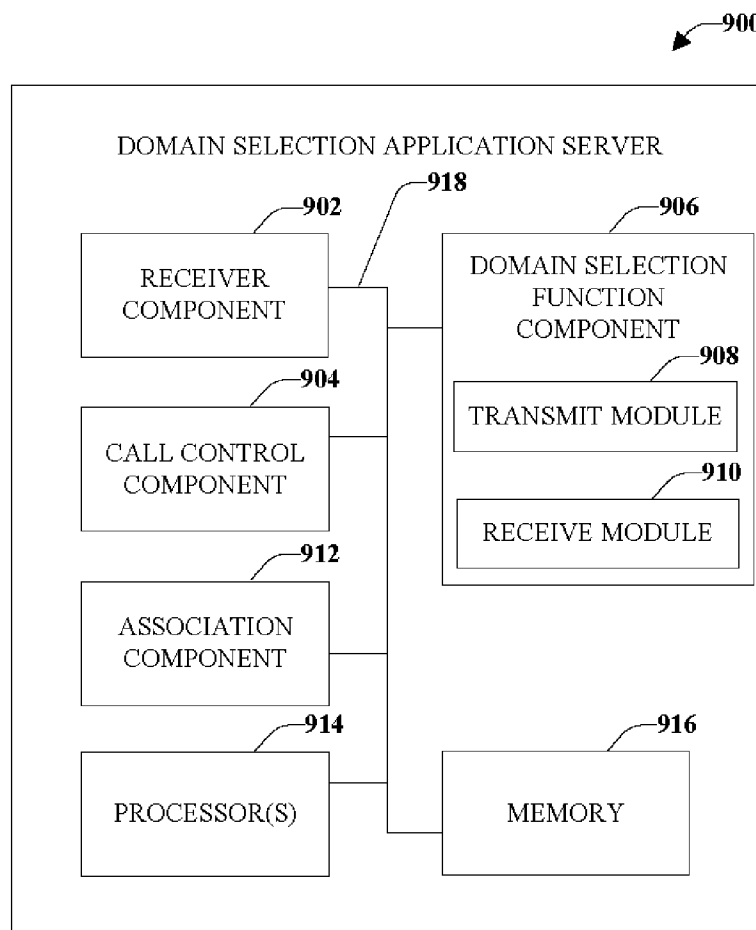 900
DOMAIN SELECTION APPLICATION SERVER
902
918
906
RECEIVER
COMPONENT
DOMAIN SELECTION
FUNCTION
COMPONENT
904
908
CALL CONTROL
COMPONENT
TRANSMIT MODULE
910
RECEIVE MODULE
912
ASSOCIATION
COMPONENT
914
916
PROCESSOR(S)
MEMORY